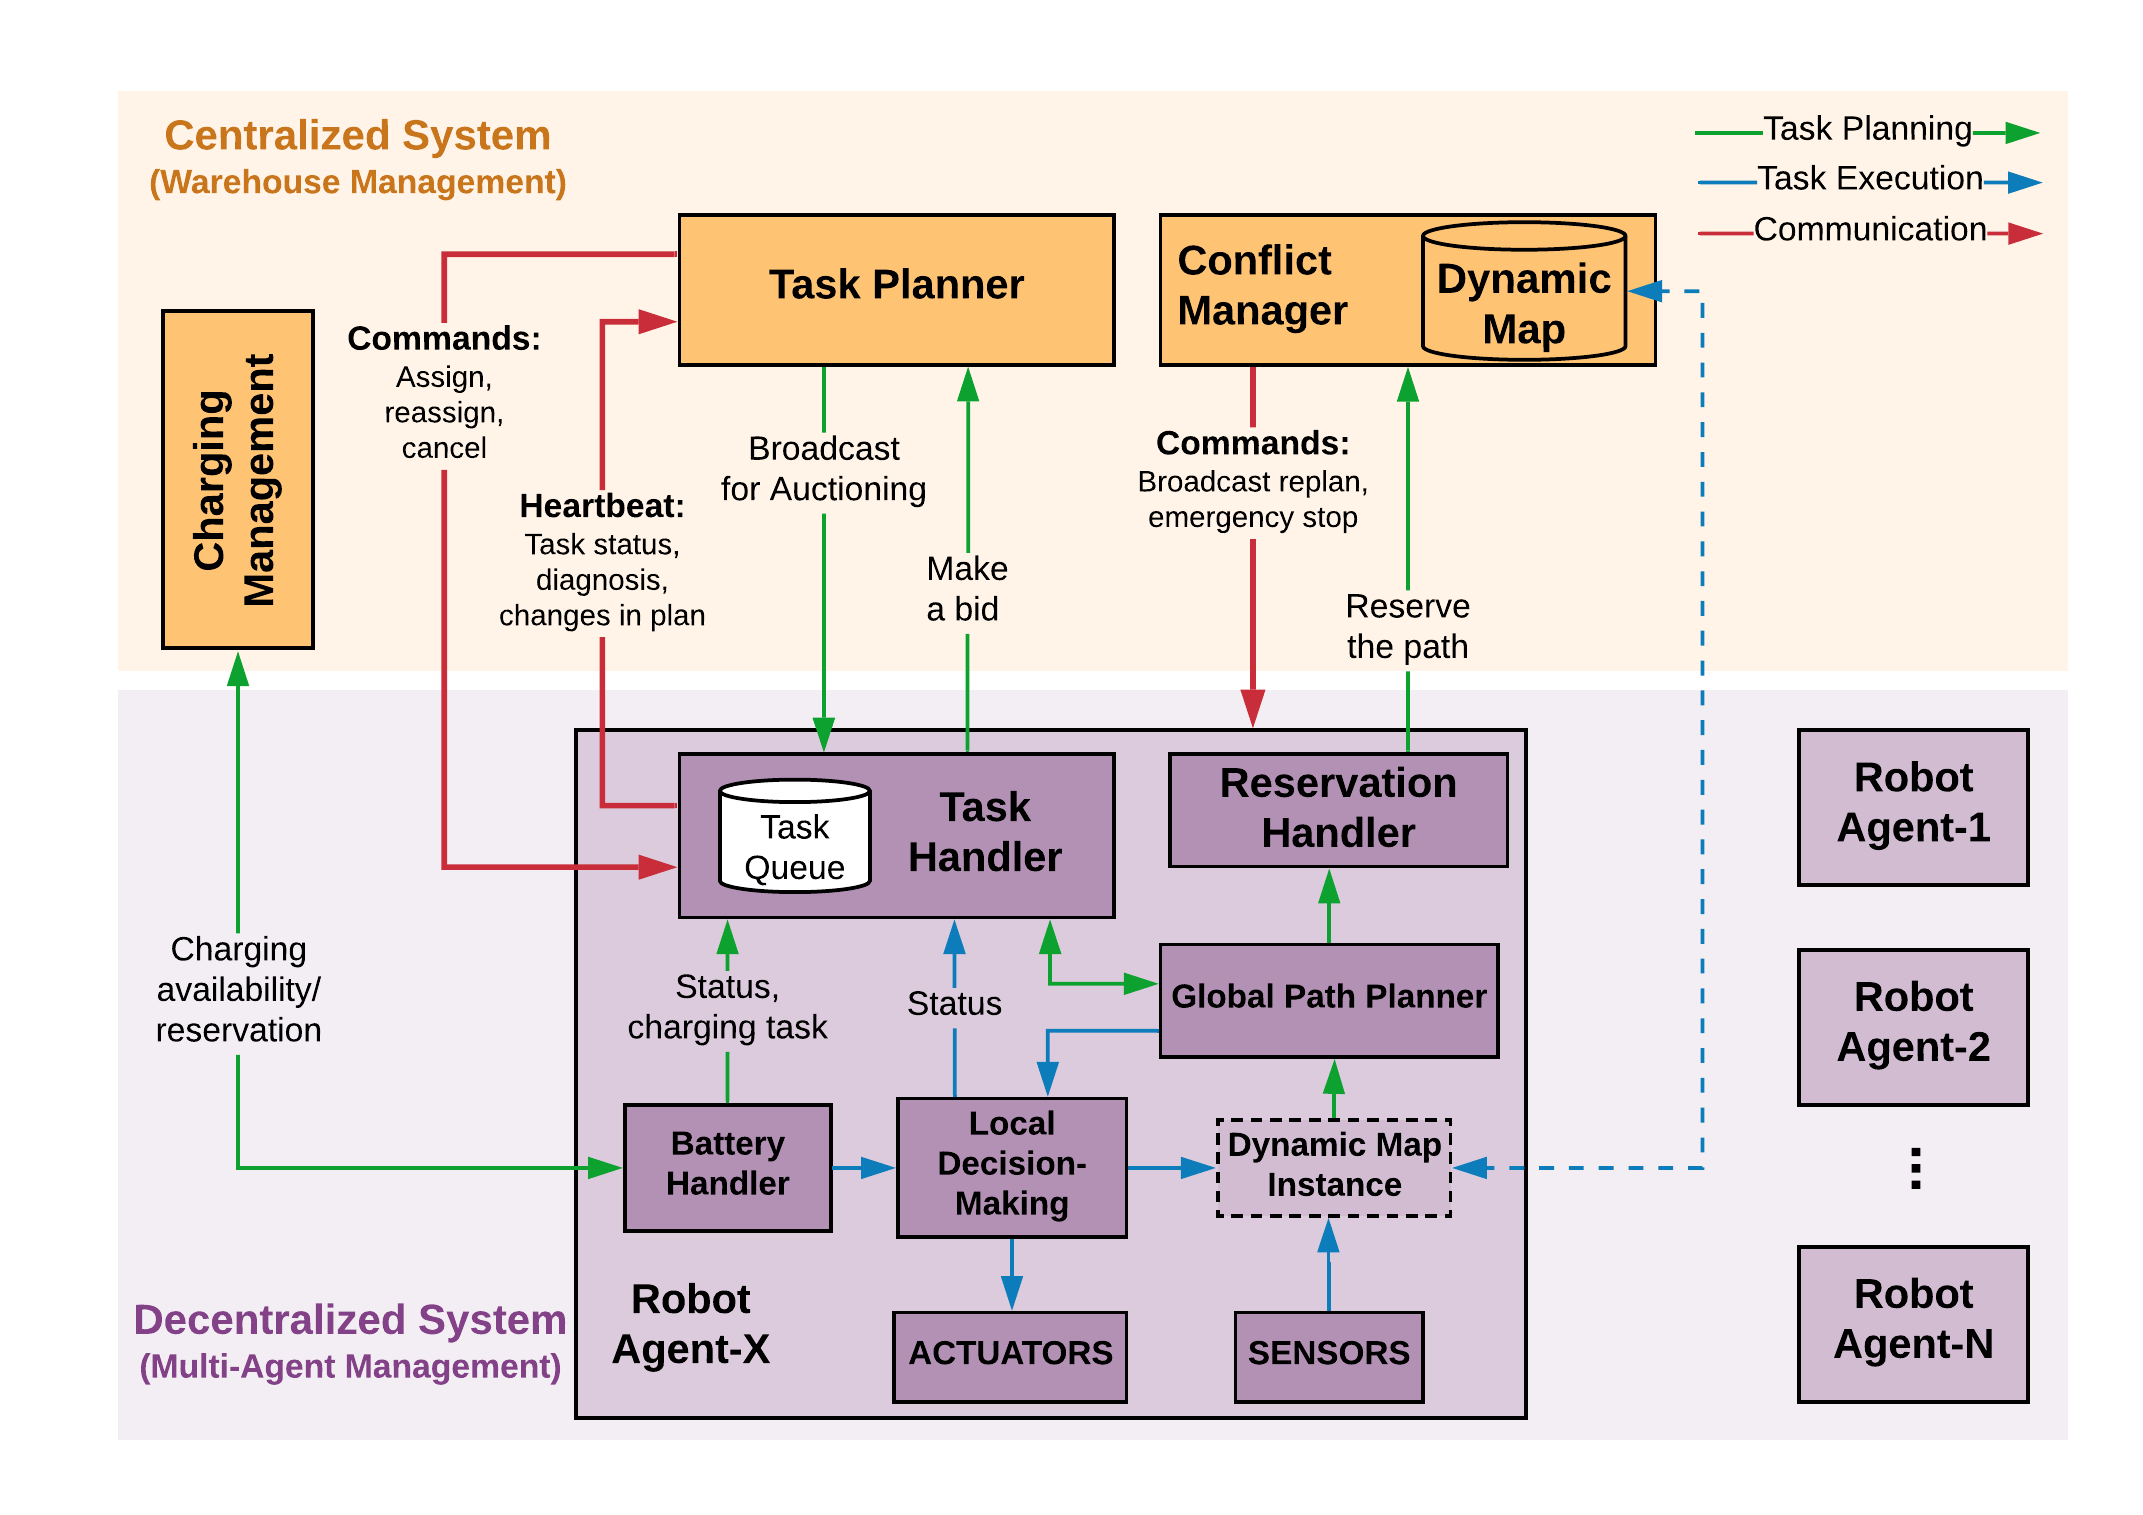 Centralized System
(Warehouse Management)
Task Planning
Task Execution
Communication
Task Planner
Conflict
Manager
Dynamic
Map
Charging
Management
Commands:
Assign,
reassign,
cancel
Heartbeat:
Task status,
diagnosis,
changes in plan
Broadcast
for Auctioning
Make
a bid
Commands:
Broadcast replan,
emergency stop
Reserve
the path
Charging
availability/
reservation
Task
Queue
Task
Handler
Reservation
Handler
Status,
charging task
Status
Global Path Planner
Battery
Handler
Local
Decision-
Making
Dynamic Map
Instance
Robot
Agent-X
ACTUATORS
SENSORS
Robot
Agent-1
Robot
Agent-2
Robot
Agent-N
Decentralized System
(Multi-Agent Management)